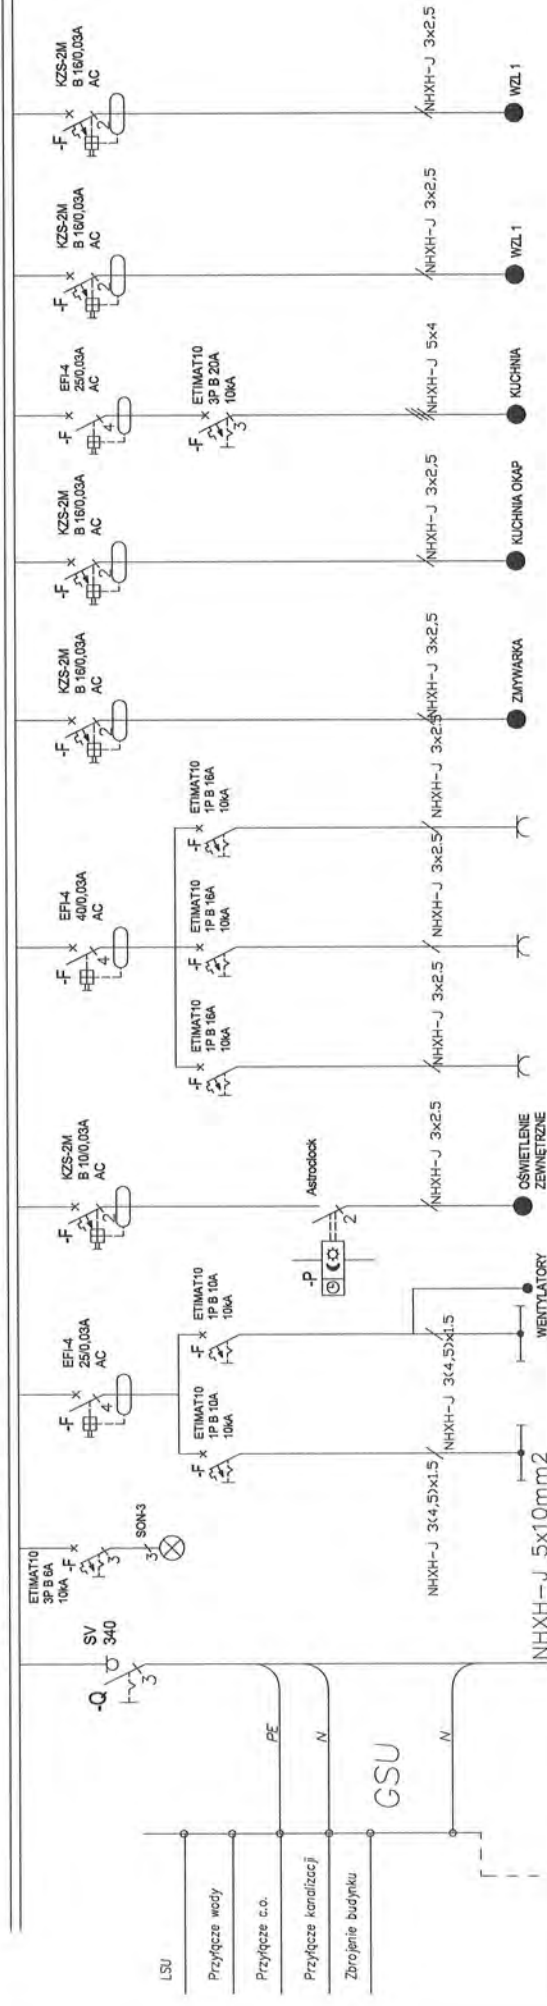 LSU
Przyłącze wody
Przyłącze c.o.
Przyłącze kanalizacji
Zbrojenie budynku
GSU
PE
N
N
-Q
SV
340
3
NHXH-J 5x10mm2
ETIMAT10
3P B 6A
10kA
-F
3
SON-3
3
EFI-4
25/0,03A
AC
-F
4
ETIMAT10
1P B 10A
10kA
-F
NHXH-J 3(4,5)x1.5
ETIMAT10
1P B 10A
10kA
-F
NHXH-J 3(4,5)x1.5
WENTYLATORY
KZS-2M
B 10/0,03A
AC
-F
2
Astroclock
-P
2
NHXH-J 3x2.5
OŚWIETLENIE
ZEWNĘTRZNE
EFI-4
40/0,03A
AC
-F
4
ETIMAT10
1P B 16A
10kA
-F
NHXH-J 3x2.5
ETIMAT10
1P B 16A
10kA
-F
NHXH-J 3x2.5
ETIMAT10
1P B 16A
10kA
-F
NHXH-J 3x2.5
KZS-2M
B 16/0,03A
AC
-F
2
NHXH-J 3x2,5
ZMYWARKA
KZS-2M
B 16/0,03A
AC
-F
2
NHXH-J 3x2,5
KUCHNIA OKAP
EFI-4
25/0,03A
AC
-F
4
ETIMAT10
3P B 20A
10kA
-F
3
NHXH-J 5x4
KUCHNIA
KZS-2M
B 16/0,03A
AC
-F
2
NHXH-J 3x2,5
WZL 1
KZS-2M
B 16/0,03A
AC
-F
2
NHXH-J 3x2,5
WZL 1